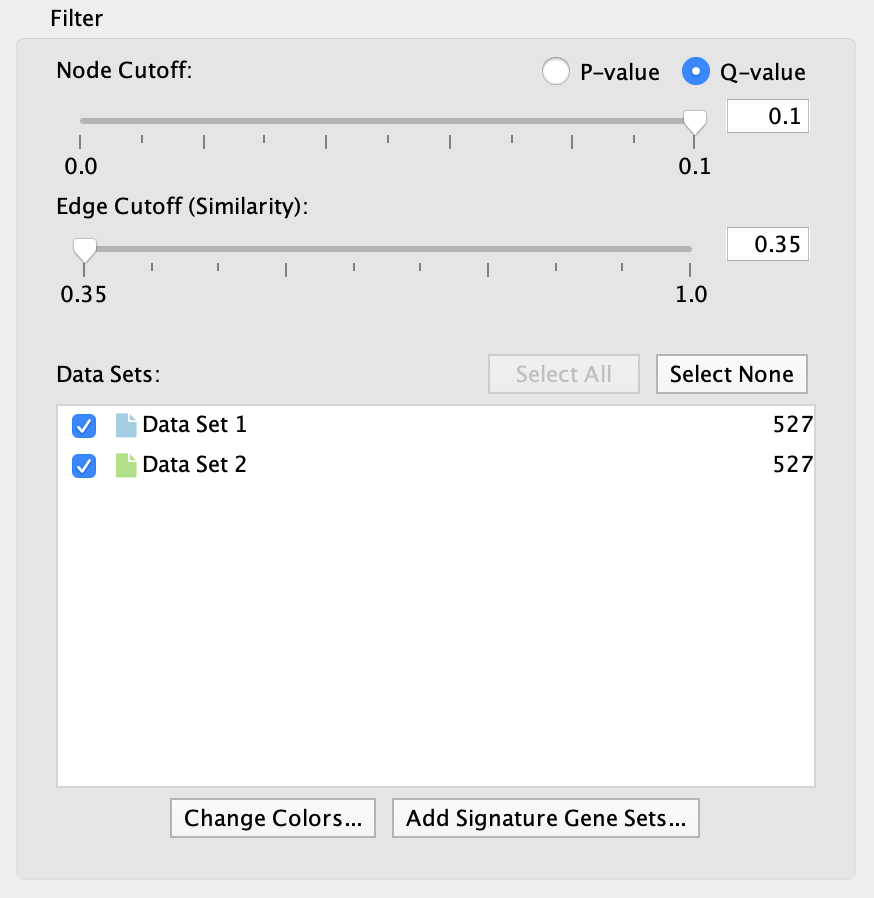 Filter
Node Cutoff:
P-value
Q-value
0.1
0.0
0.1
Edge Cutoff (Similarity):
0.35
0.35
1.0
Data Sets:
Select All
Select None
Data Set 1
527
Data Set 2
527
Change Colors...
Add Signature Gene Sets...